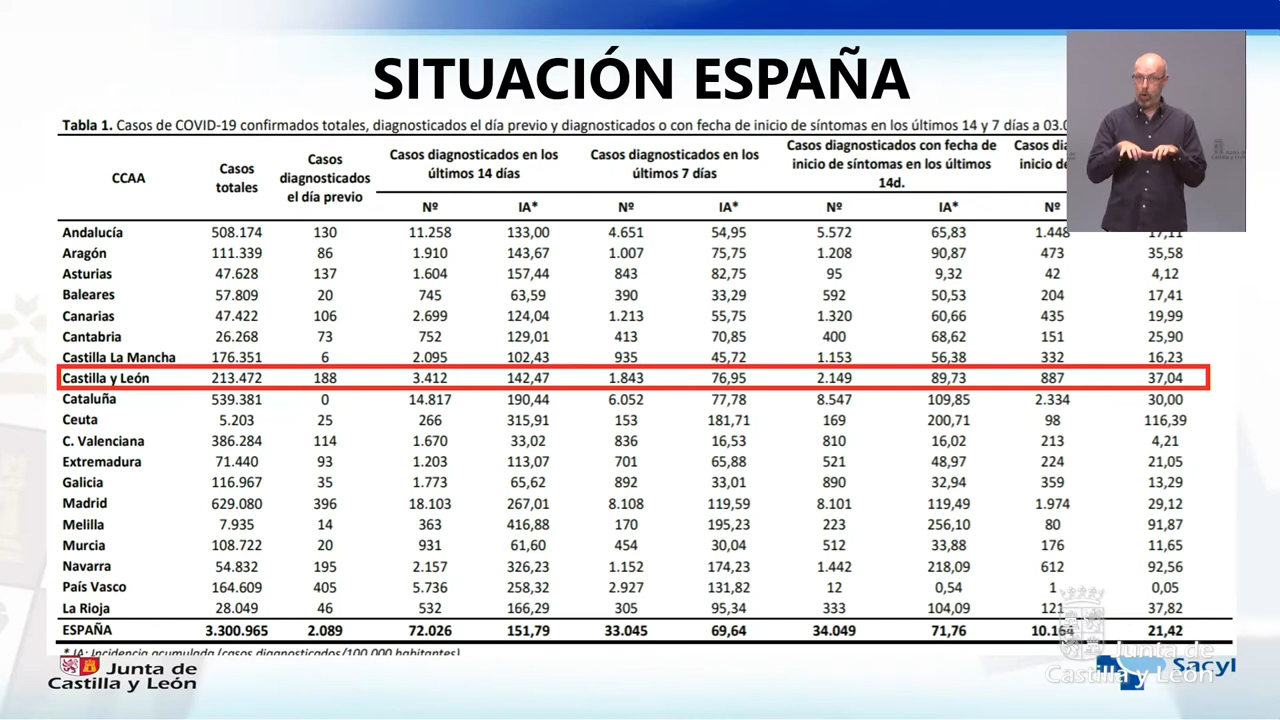 SITUACIÓN ESPAÑA
Tabla 1. Casos de COVID-19 confirmados totales, diagnosticados el día previo y diagnosticados o con fecha de inicio de síntomas en los últimos 14 y 7 días a 03.0
CCAA Casos totales Casos diagnosticados el día previo Casos diagnosticados en los últimos 14 días Casos diagnosticados en los últimos 7 días Casos diagnosticados con fecha de inicio de síntomas en los últimos 14d. Casos inicio
Nº IA* Nº IA* Nº IA* Nº
Andalucía 508.174 130 11.258 133,00 4.651 54,95 5.572 65,83 1.448 17,11
Aragón 111.339 86 1.910 143,67 1.007 75,75 1.208 90,87 473 35,58
Asturias 47.628 137 1.604 157,44 843 82,75 95 9,32 42 4,12
Baleares 57.809 20 745 63,59 390 33,29 592 50,53 204 17,41
Canarias 47.422 106 2.699 124,04 1.213 55,75 1.320 60,66 435 19,99
Cantabria 26.268 73 752 129,01 413 70,85 400 68,62 151 25,90
Castilla La Mancha 176.351 6 2.095 102,43 935 45,72 1.153 56,38 332 16,23
Castilla y León 213.472 188 3.412 142,47 1.843 76,95 2.149 89,73 887 37,04
Cataluña 539.381 0 14.817 190,44 6.052 77,78 8.547 109,85 2.334 30,00
Ceuta 5.203 25 266 315,91 153 181,71 169 200,71 98 116,39
C. Valenciana 386.284 114 1.670 33,02 836 16,53 810 16,02 213 4,21
Extremadura 71.440 93 1.203 113,07 701 65,88 521 48,97 224 21,05
Galicia 116.967 35 1.773 65,62 892 33,01 890 32,94 359 13,29
Madrid 629.080 396 18.103 267,01 8.108 119,59 8.101 119,49 1.974 29,12
Melilla 7.935 14 363 416,88 170 195,23 223 256,10 80 91,87
Murcia 108.722 20 931 61,60 454 30,04 512 33,88 176 11,65
Navarra 54.832 195 2.157 326,23 1.152 174,23 1.442 218,09 612 92,56
País Vasco 164.609 405 5.736 258,32 2.927 131,82 12 0,54 1 0,05
La Rioja 28.049 46 532 166,29 305 95,34 333 104,09 121 37,82
ESPAÑA 3.300.965 2.089 72.026 151,79 33.045 69,64 34.049 71,76 10.164 21,42
* IA: Incidencia acumulada (casos diagnosticados/100.000 habitantes)
Junta de
Castilla y León
Sacyl
Junta de
Castilla y León